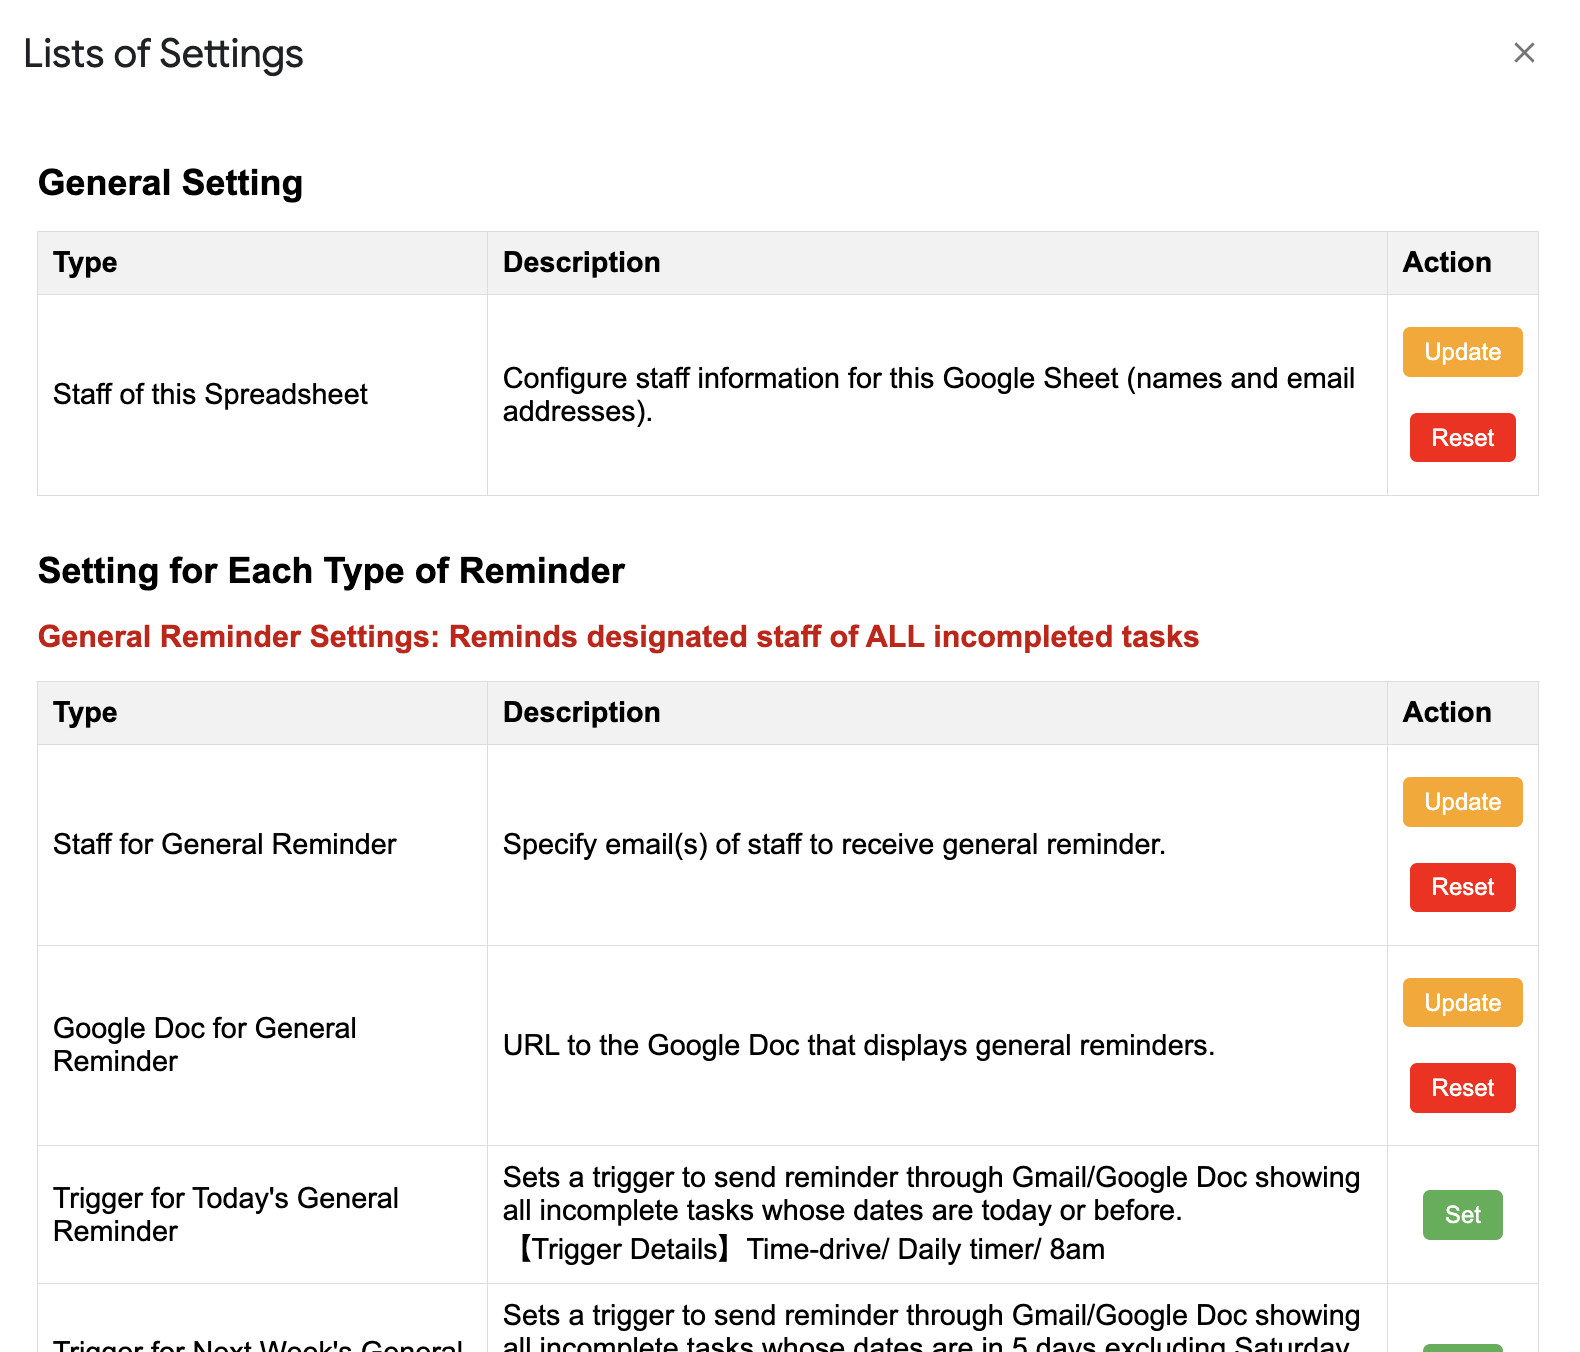 Lists of Settings
General Setting
Type Description Action
Staff of this Spreadsheet
Configure staff information for this Google Sheet (names and email
addresses).
Update
Reset
Setting for Each Type of Reminder
General Reminder Settings: Reminds designated staff of ALL incompleted tasks
Type Description Action
Staff for General Reminder
Specify email(s) of staff to receive general reminder.
Update
Reset
Google Doc for General
Reminder
URL to the Google Doc that displays general reminders.
Update
Reset
Trigger for Today's General
Reminder
Sets a trigger to send reminder through Gmail/Google Doc showing
all incomplete tasks whose dates are today or before.
【Trigger Details】Time-drive/ Daily timer/ 8am
Set
Trigger for Next Week's General
Sets a trigger to send reminder through Gmail/Google Doc showing
all incomplete tasks whose dates are in 5 days excluding Saturday